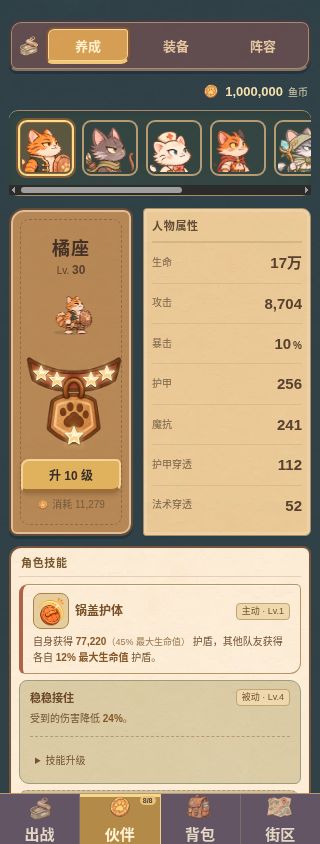 养成
装备
阵容
1,000,000 鱼币
橘座
Lv. 30
升 10 级
消耗 11,279
人物属性
生命 17万
攻击 8,704
暴击 10%
护甲 256
魔抗 241
护甲穿透 112
法术穿透 52
角色技能
锅盖护体
主动 · Lv.1
自身获得 77,220（45% 最大生命值） 护盾，其他队友获得
各自 12% 最大生命值 护盾。
稳稳接住
被动 · Lv.4
受到的伤害降低 24%。
▶ 技能升级
出战
8/8
伙伴
背包
街区